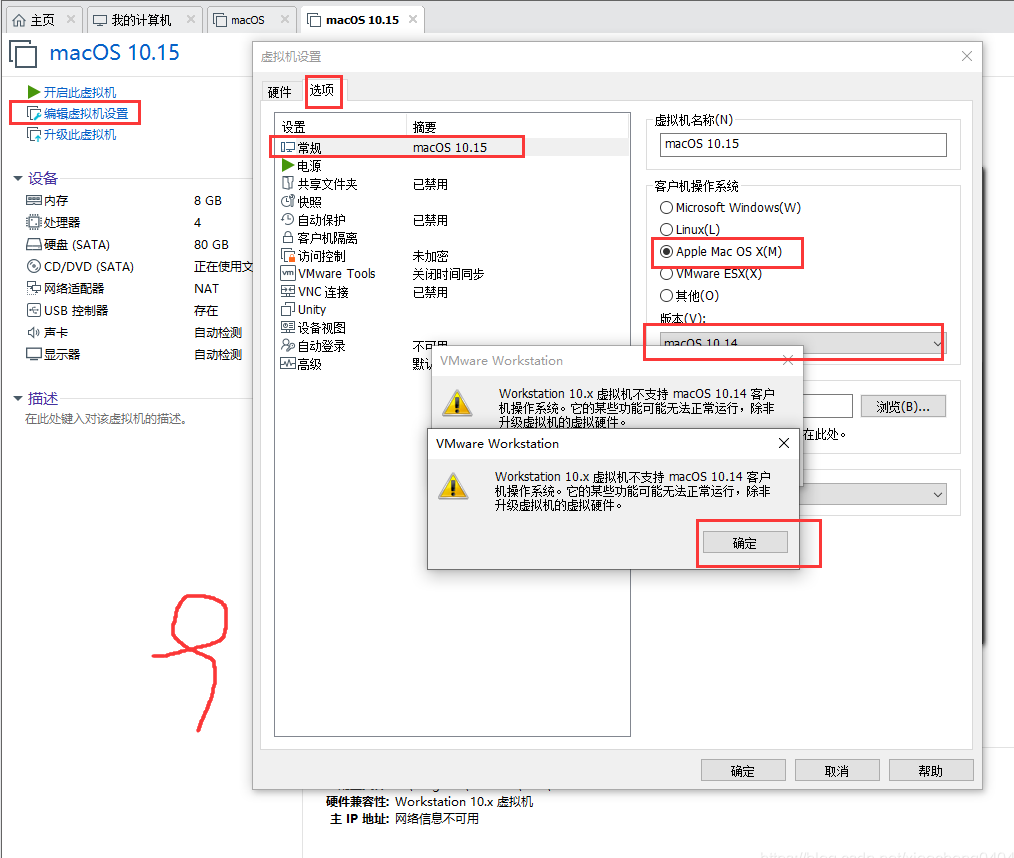 主页
我的计算机
macOS
macOS 10.15
macOS 10.15
开启此虚拟机
编辑虚拟机设置
升级此虚拟机
设备
内存 8 GB
处理器 4
硬盘 (SATA) 80 GB
CD/DVD (SATA) 正在使用文
网络适配器 NAT
USB 控制器 存在
声卡 自动检测
显示器 自动检测
描述
在此处键入对该虚拟机的描述。
虚拟机设置
硬件
选项
设置 摘要
常规 macOS 10.15
电源
共享文件夹 已禁用
快照
自动保护 已禁用
客户机隔离
访问控制 未加密
VMware Tools 关闭时间同步
VNC 连接 已禁用
Unity
设备视图
自动登录 不可用
高级
虚拟机名称(N)
macOS 10.15
客户机操作系统
Microsoft Windows(W)
Linux(L)
Apple Mac OS X(M)
VMware ESX(X)
其他(O)
版本(V):
macOS 10.14
浏览(B)...
在此处。
VMware Workstation
Workstation 10.x 虚拟机不支持 macOS 10.14 客户
机操作系统。它的某些功能可能无法正常运行，除非
升级虚拟机的虚拟硬件。
VMware Workstation
Workstation 10.x 虚拟机不支持 macOS 10.14 客户
机操作系统。它的某些功能可能无法正常运行，除非
升级虚拟机的虚拟硬件。
确定
确定
取消
帮助
硬件兼容性: Workstation 10.x 虚拟机
主 IP 地址: 网络信息不可用